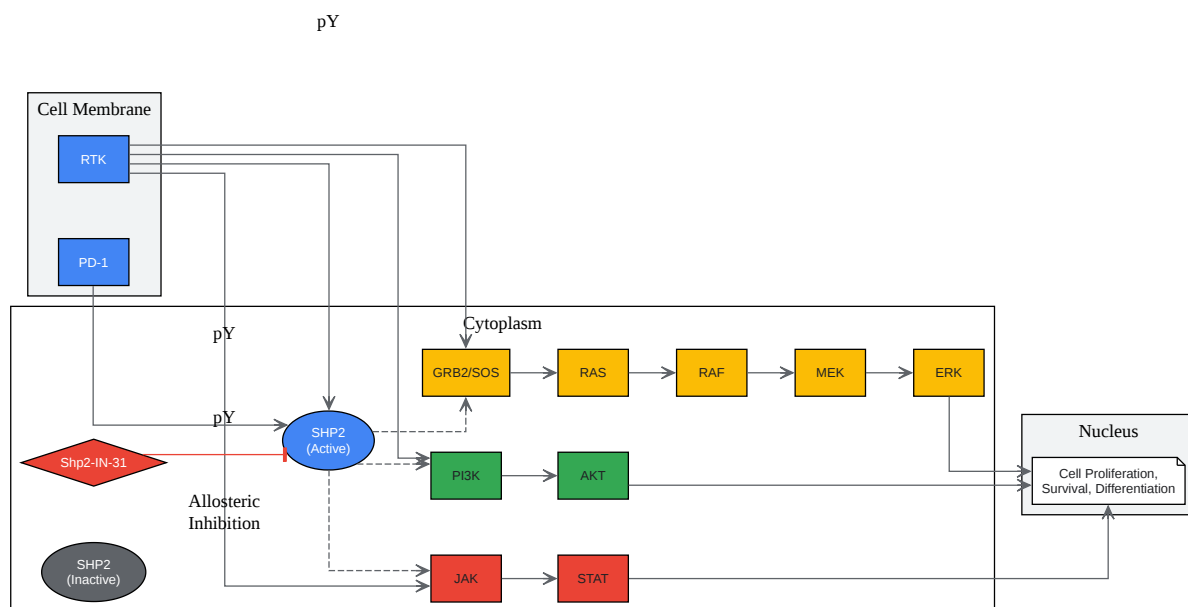 pY
Cell Membrane
RTK
PD-1
pY
Cytoplasm
GRB2/SOS
RAS
RAF
MEK
ERK
pY
SHP2
(Active)
Shp2-IN-31
Nucleus
Cell Proliferation,
Survival, Differentiation
PI3K
AKT
Allosteric
Inhibition
SHP2
(Inactive)
JAK
STAT